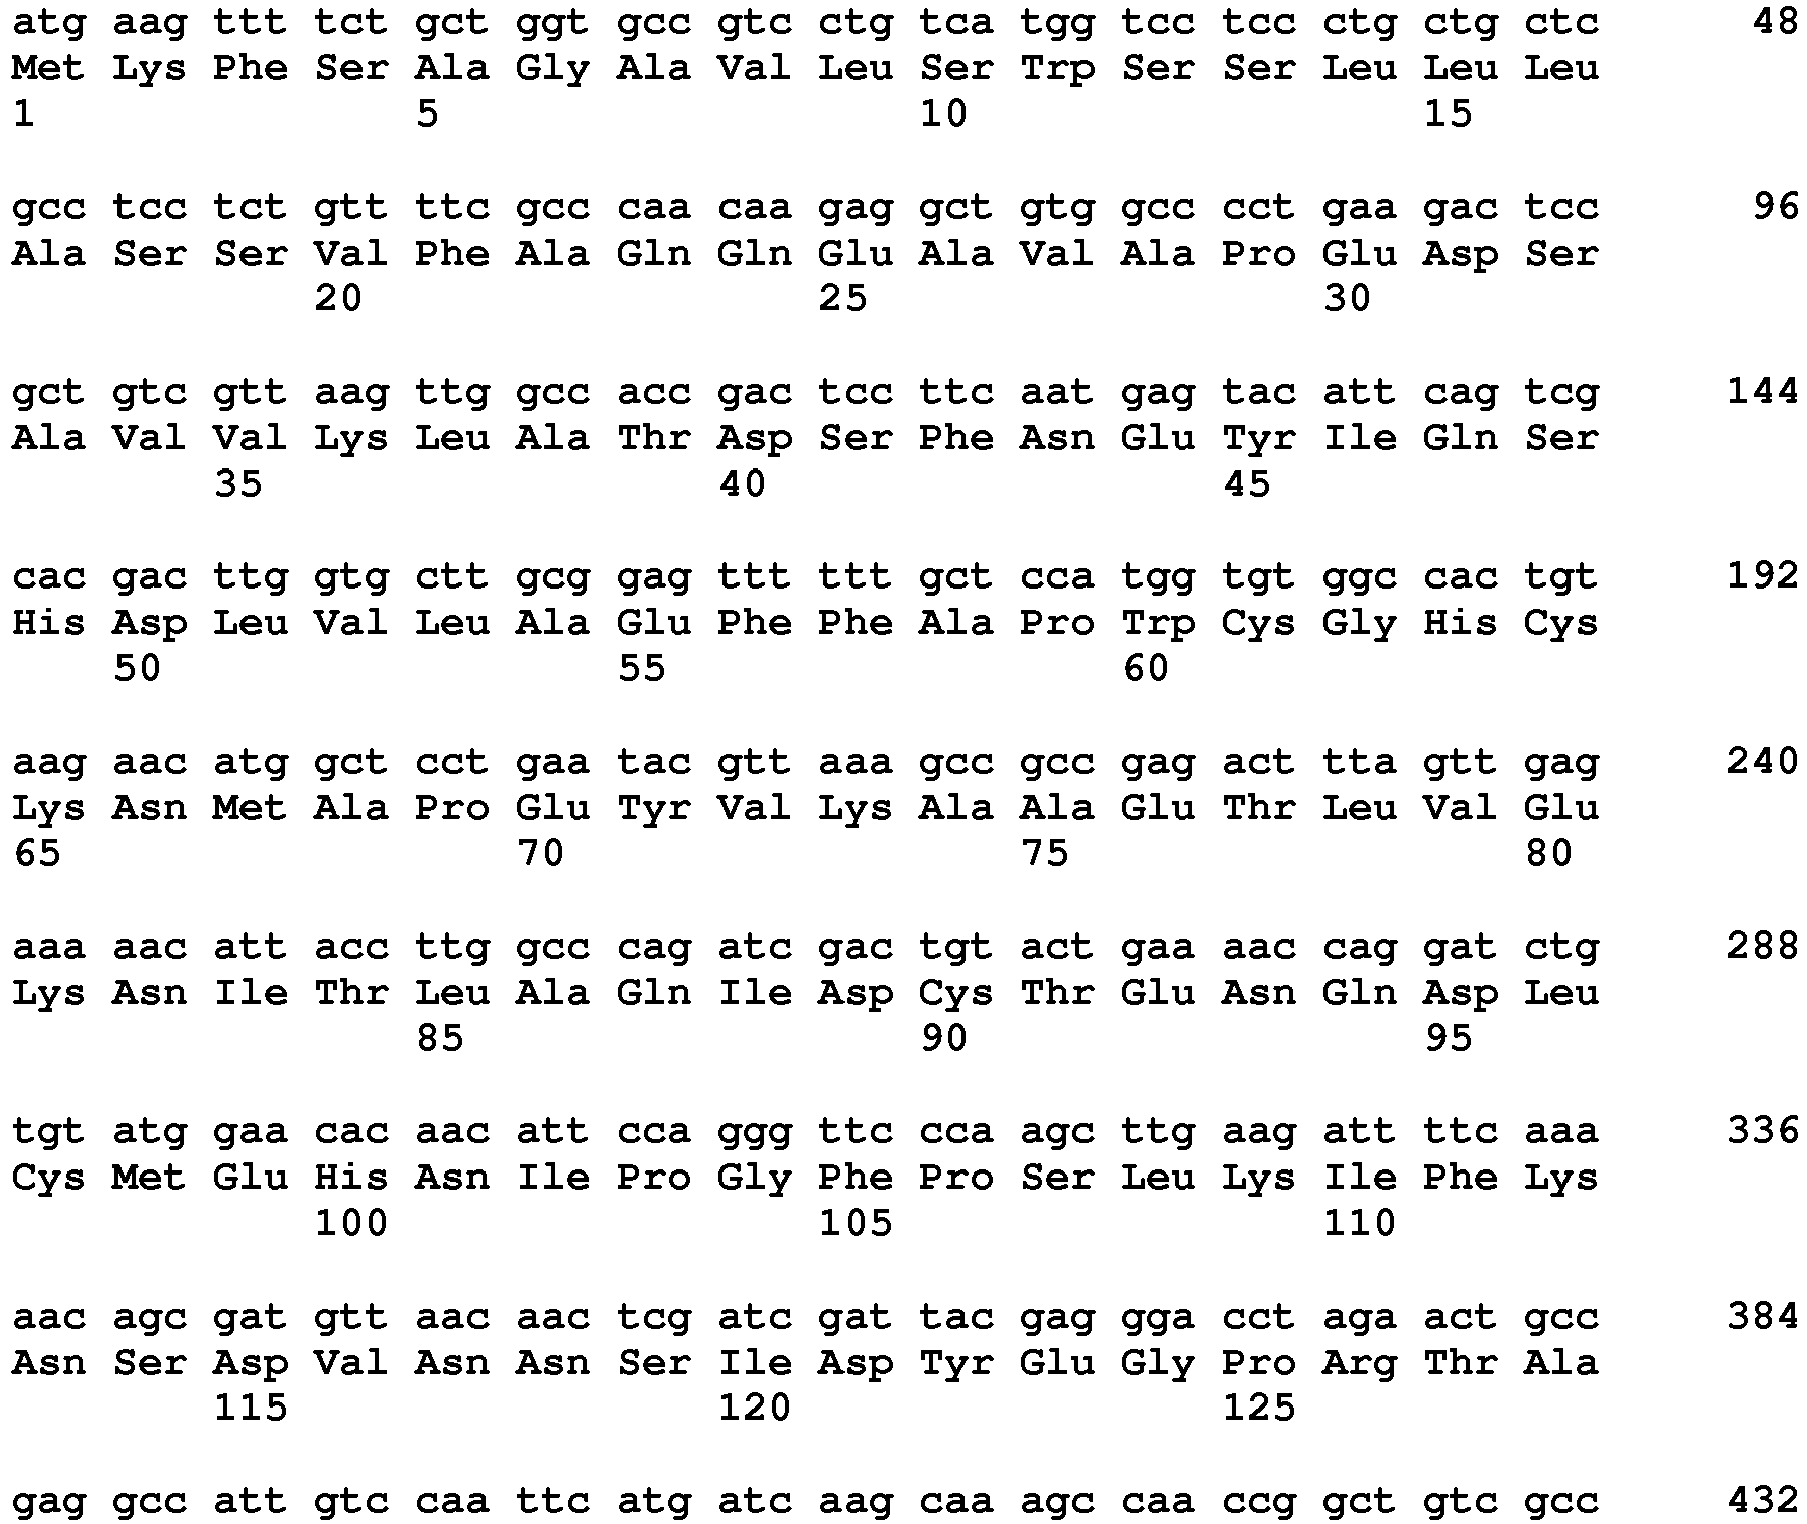 atg aag ttt tct gct ggt gcc gtc ctg tca tgg tcc tcc ctg ctg ctc 48
Met Lys Phe Ser Ala Gly Ala Val Leu Ser Trp Ser Ser Leu Leu Leu
1 5 10 15
gcc tcc tct gtt ttc gcc caa caa gag gct gtg gcc cct gaa gac tcc 96
Ala Ser Ser Val Phe Ala Gln Gln Glu Ala Val Ala Pro Glu Asp Ser
20 25 30
gct gtc gtt aag ttg gcc acc gac tcc ttc aat gag tac att cag tcg 144
Ala Val Val Lys Leu Ala Thr Asp Ser Phe Asn Glu Tyr Ile Gln Ser
35 40 45
cac gac ttg gtg ctt gcg gag ttt ttt gct cca tgg tgt ggc cac tgt 192
His Asp Leu Val Leu Ala Glu Phe Phe Ala Pro Trp Cys Gly His Cys
50 55 60
aag aac atg gct cct gaa tac gtt aaa gcc gcc gag act tta gtt gag 240
Lys Asn Met Ala Pro Glu Tyr Val Lys Ala Ala Glu Thr Leu Val Glu
65 70 75 80
aaa aac att acc ttg gcc cag atc gac tgt act gaa aac cag gat ctg 288
Lys Asn Ile Thr Leu Ala Gln Ile Asp Cys Thr Glu Asn Gln Asp Leu
85 90 95
tgt atg gaa cac aac att cca ggg ttc cca agc ttg aag att ttc aaa 336
Cys Met Glu His Asn Ile Pro Gly Phe Pro Ser Leu Lys Ile Phe Lys
100 105 110
aac agc gat gtt aac aac tcg atc gat tac gag gga cct aga act gcc 384
Asn Ser Asp Val Asn Asn Ser Ile Asp Tyr Glu Gly Pro Arg Thr Ala
115 120 125
gag gcc att gtc caa ttc atg atc aag caa agc caa ccg gct gtc gcc 432